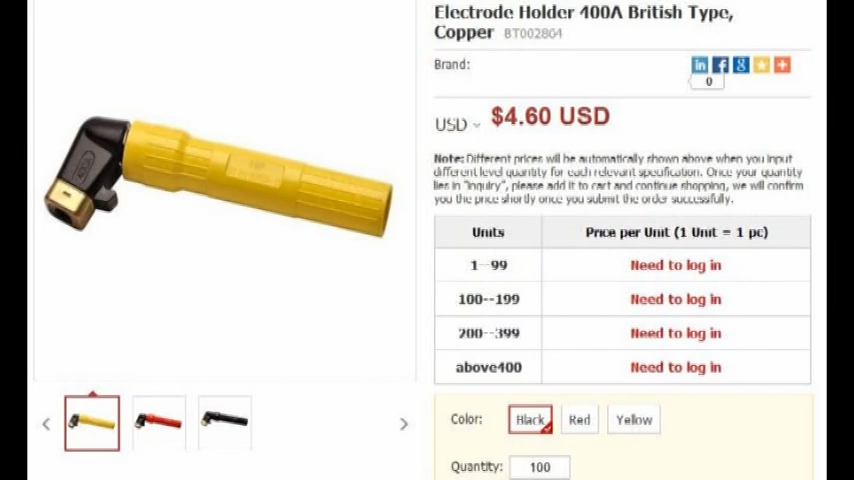 Electrode Holder 400A British Type,
Copper BT002864
Brand:
0
USD $4.60 USD
Note: Different prices will be automatically shown above when you input
different level quantity for each relevant specification. Once your quantity
lies in "inquiry", please add it to cart and continue shopping, we will confirm
you the price shortly once you submit the order successfully.
Units Price per Unit (1 Unit = 1 pc)
1--99 Need to log in
100--199 Need to log in
200--399 Need to log in
above400 Need to log in
Color: Black Red Yellow
Quantity: 100